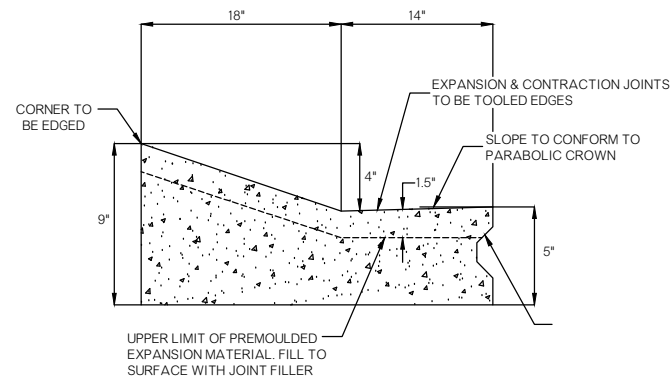 18"
14"
EXPANSION & CONTRACTION JOINTS
TO BE TOOLED EDGES
CORNER TO
BE EDGED
SLOPE TO CONFORM TO
PARABOLIC CROWN
4"
1.5"
9"
5"
UPPER LIMIT OF PREMOULDED
EXPANSION MATERIAL. FILL TO
SURFACE WITH JOINT FILLER